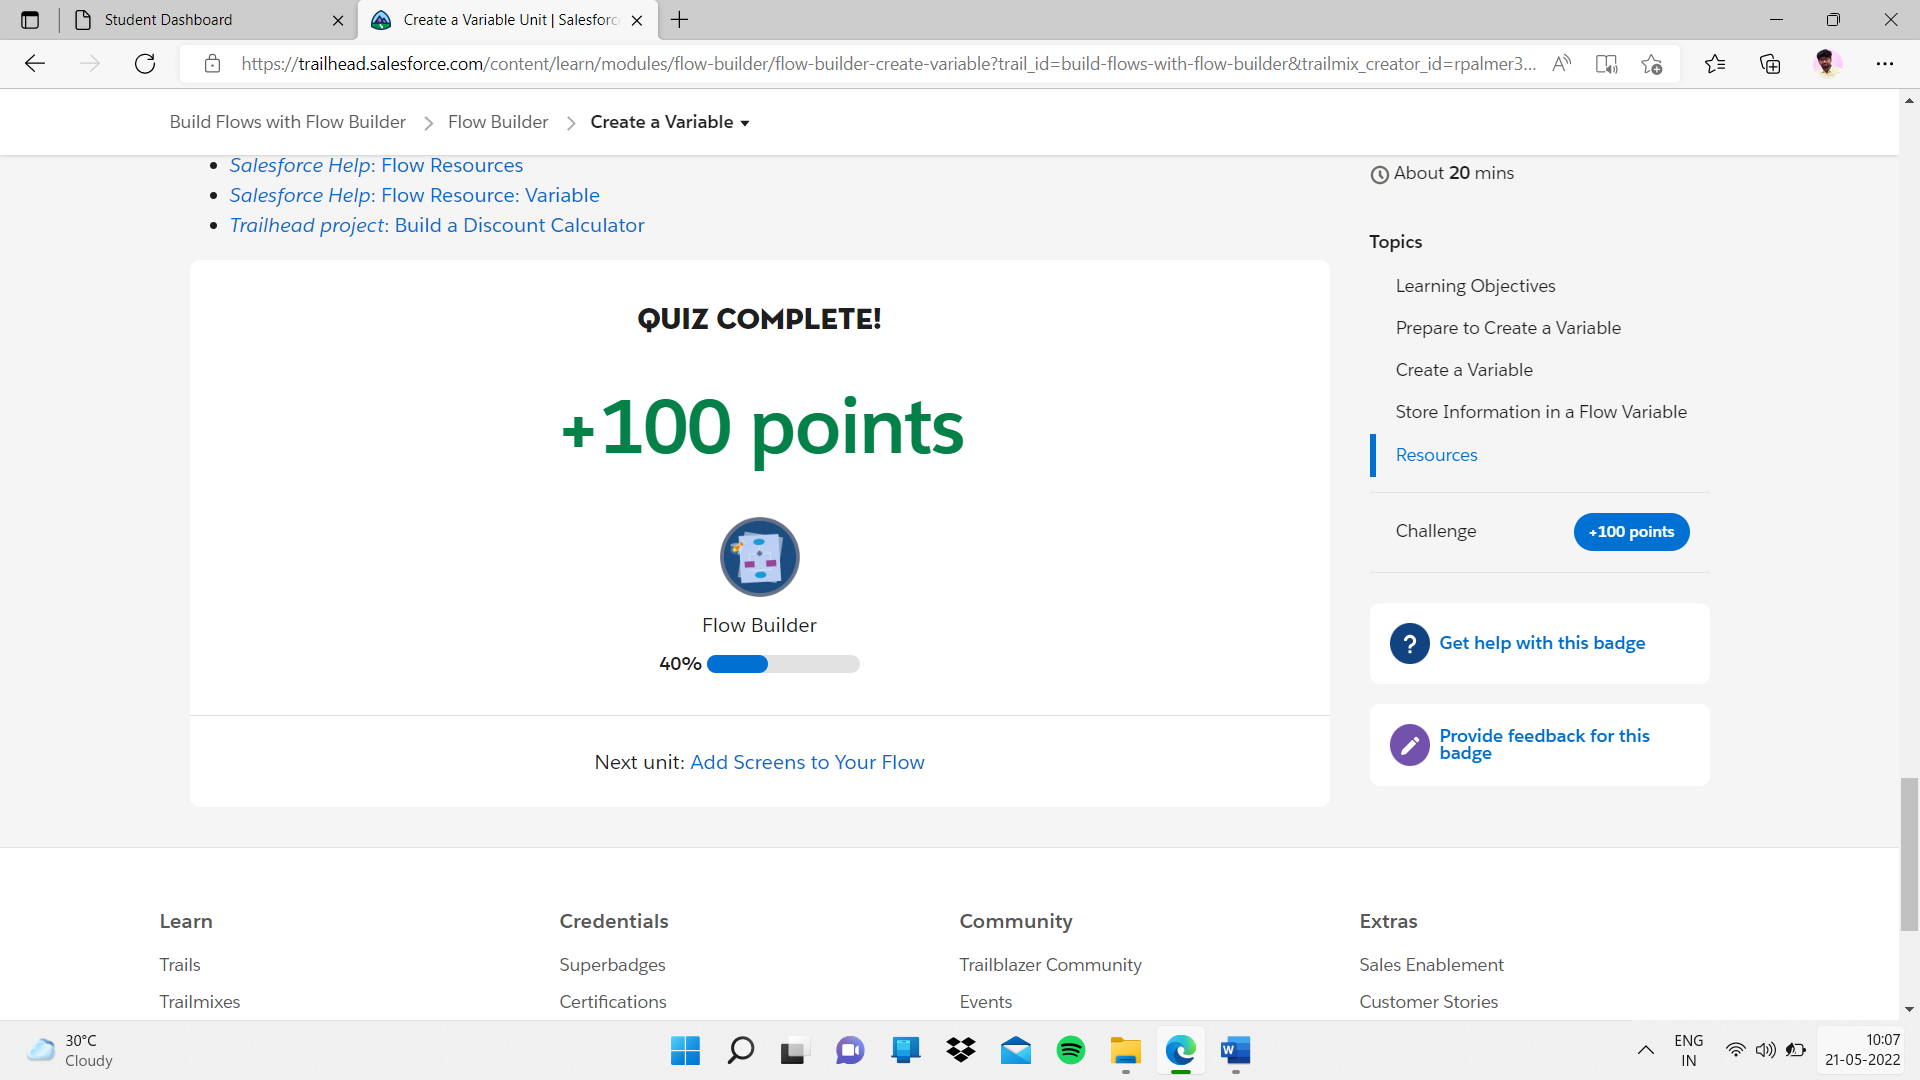 Student Dashboard
Create a Variable Unit | Salesforc
https://trailhead.salesforce.com/content/learn/modules/flow-builder/flow-builder-create-variable?trail_id=build-flows-with-flow-builder&trailmix_creator_id=rpalmer3...
Build Flows with Flow Builder
Flow Builder
Create a Variable
Salesforce Help: Flow Resources
Salesforce Help: Flow Resource: Variable
Trailhead project: Build a Discount Calculator
QUIZ COMPLETE!
+100 points
Flow Builder
40%
Next unit: Add Screens to Your Flow
About 20 mins
Topics
Learning Objectives
Prepare to Create a Variable
Create a Variable
Store Information in a Flow Variable
Resources
Challenge
+100 points
? Get help with this badge
Provide feedback for this
badge
Learn
Trails
Trailmixes
Credentials
Superbadges
Certifications
Community
Trailblazer Community
Events
Extras
Sales Enablement
Customer Stories
30°C
Cloudy
W
ENG
IN
10:07
21-05-2022